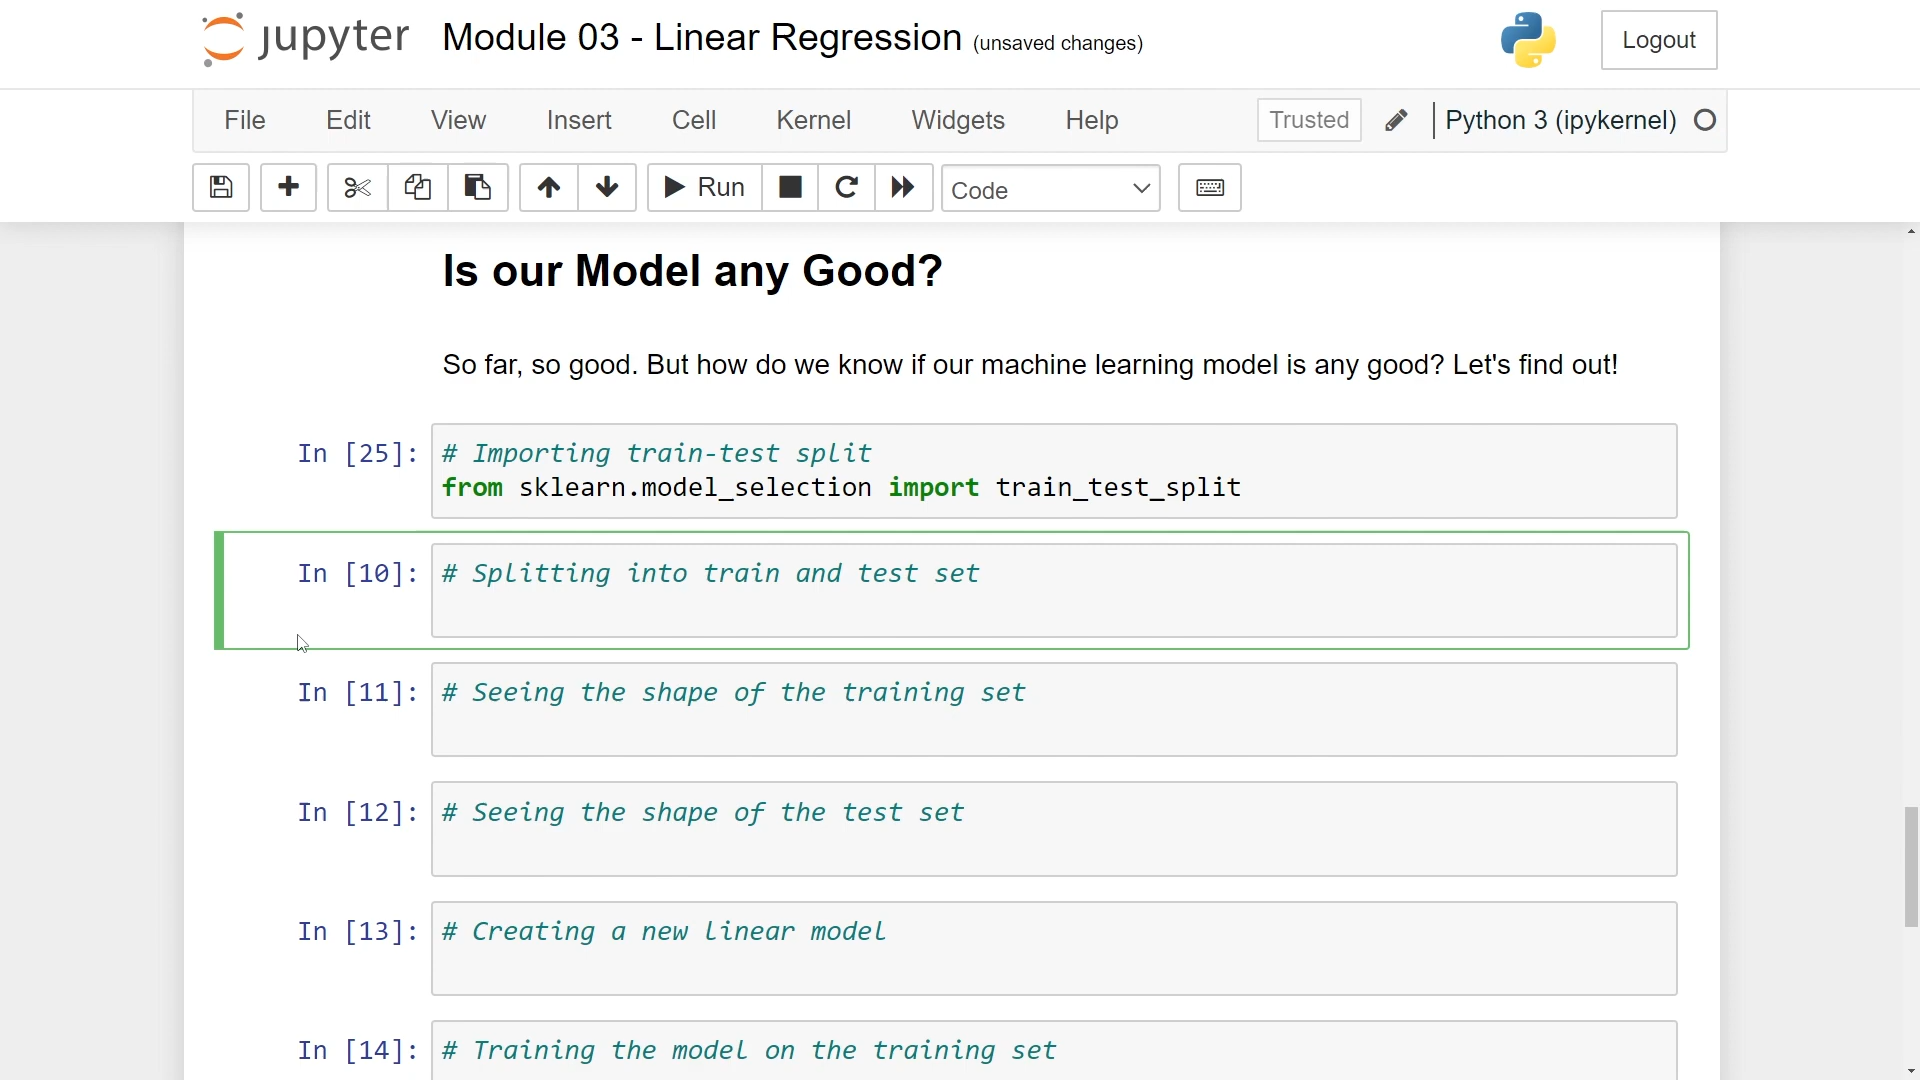 jupyter Module 03 - Linear Regression (unsaved changes) Logout
File Edit View Insert Cell Kernel Widgets Help Trusted Python 3 (ipykernel)
Run Code
Is our Model any Good?
So far, so good. But how do we know if our machine learning model is any good? Let's find out!
In [25]: # Importing train-test split
from sklearn.model_selection import train_test_split
In [10]: # Splitting into train and test set
In [11]: # Seeing the shape of the training set
In [12]: # Seeing the shape of the test set
In [13]: # Creating a new linear model
In [14]: # Training the model on the training set